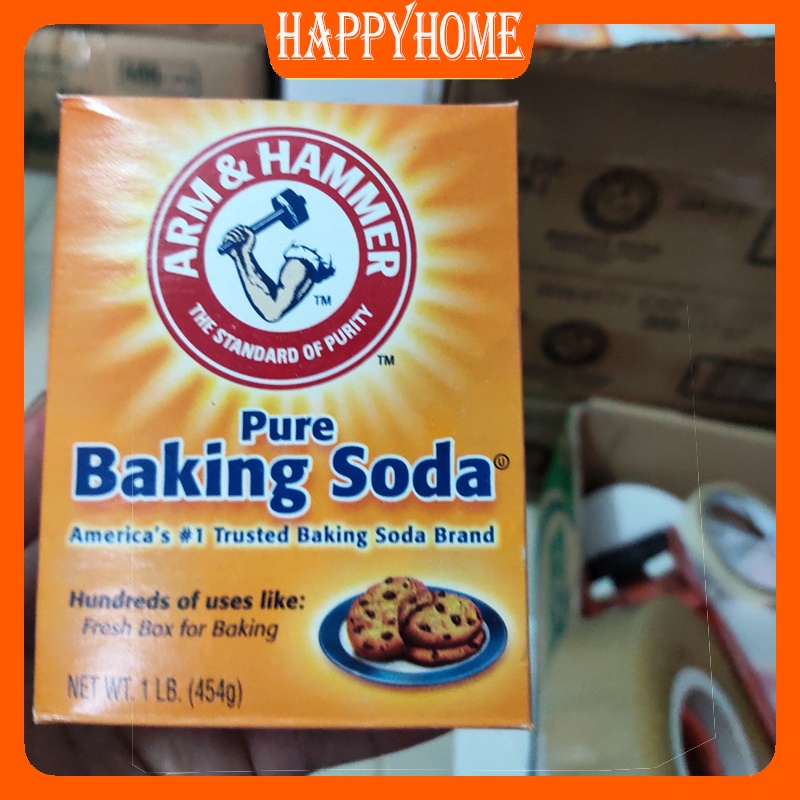 HAPPYHOME
ARM & HAMMER
THE STANDARD OF PURITY
TM
TM
Pure
Baking Soda
America's #1 Trusted Baking Soda Brand
Hundreds of uses like:
Fresh Box for Baking
NET WT. 1 LB. (454g)